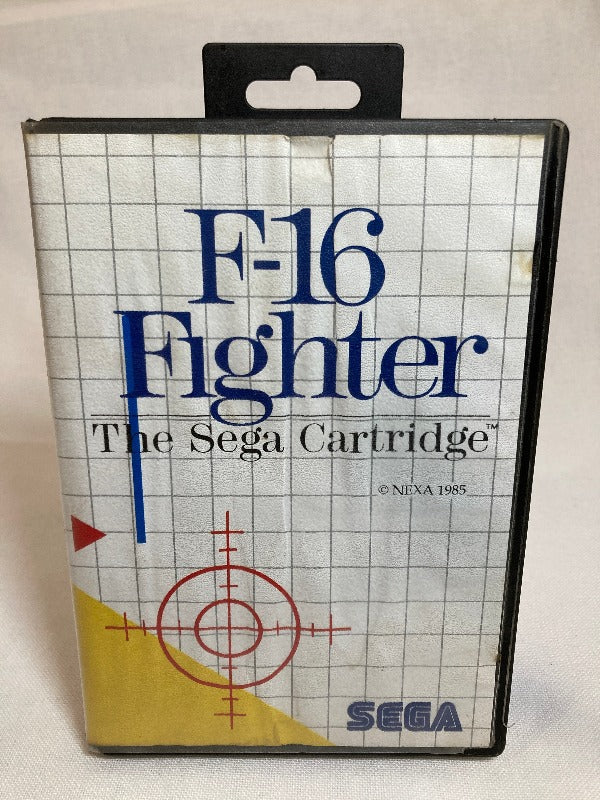 F-16
Fighter
The Sega Cartridge™
© NEXA 1985
SEGA